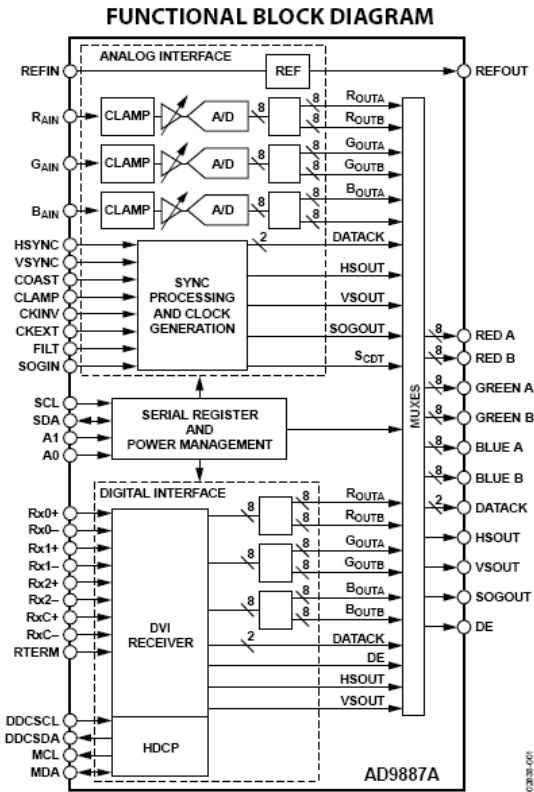 FUNCTIONAL BLOCK DIAGRAM
ANALOG INTERFACE
REFIN
REF
REFOUT
RAIN
CLAMP
A/D
8
8
ROUTA
8
ROUTB
GAIN
CLAMP
A/D
8
8
GOUTA
8
GOUTB
BAIN
CLAMP
A/D
8
8
BOUTA
8
HSYNC
VSYNC
COAST
CLAMP
CKINV
CKEXT
FILT
SOGIN
SYNC
PROCESSING
AND CLOCK
GENERATION
2
DATACK
HSOUT
VSOUT
SOGOUT
SCDT
MUXES
SCL
SDA
A1
A0
SERIAL REGISTER
AND
POWER MANAGEMENT
8
RED A
8
RED B
8
GREEN A
8
GREEN B
8
BLUE A
8
BLUE B
2
DATACK
HSOUT
VSOUT
SOGOUT
DE
DIGITAL INTERFACE
Rx0+
Rx0–
Rx1+
Rx1–
Rx2+
Rx2–
RxC+
RxC–
RTERM
DVI
RECEIVER
8
8
ROUTA
8
ROUTB
8
8
GOUTA
8
GOUTB
8
8
BOUTA
8
BOUTB
2
DATACK
DE
HSOUT
VSOUT
DDCSCL
DDCSDA
MCL
MDA
HDCP
AD9887A
02838-001